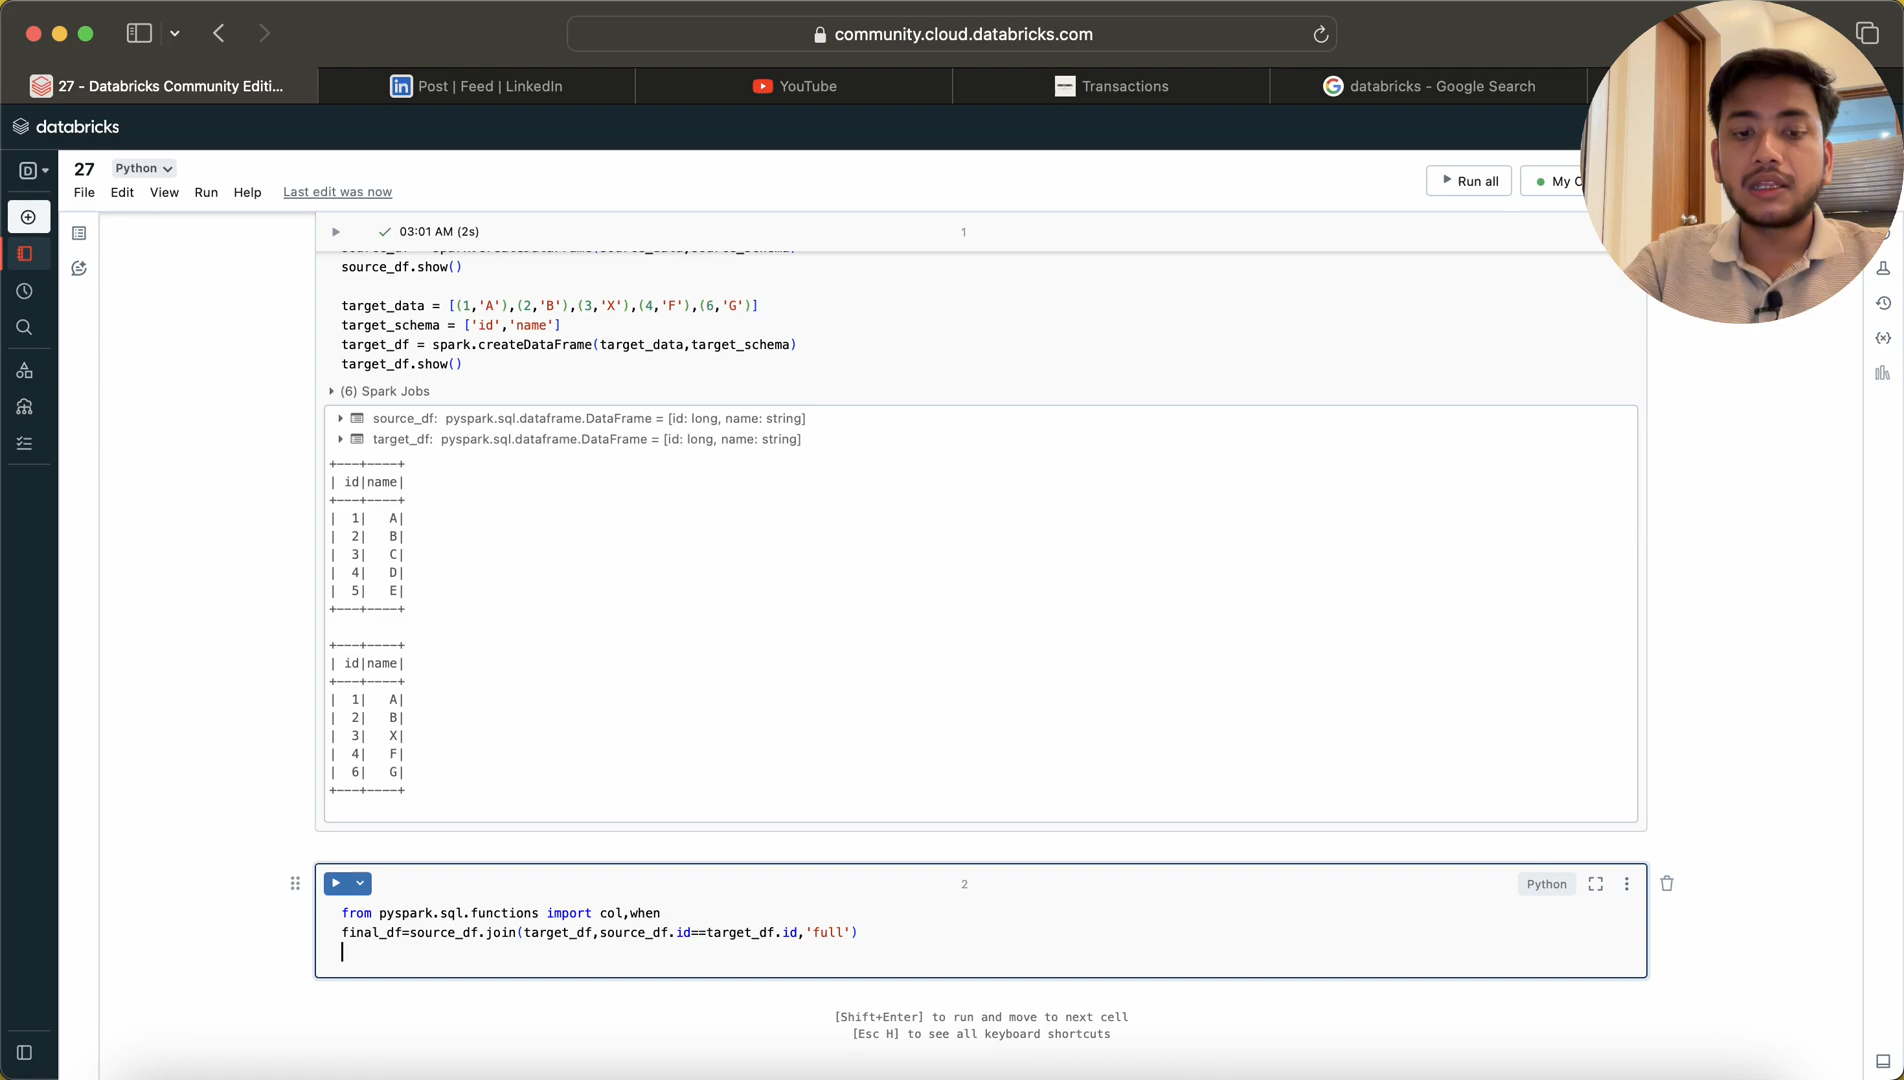 community.cloud.databricks.com
27 - Databricks Community Editi...
Post | Feed | LinkedIn
YouTube
Transactions
databricks - Google Search
databricks
D
27
Python
File
Edit
View
Run
Help
Last edit was now
Run all
My C
03:01 AM (2s)
1
source_df.show()
target_data = [(1,'A'),(2,'B'),(3,'X'),(4,'F'),(6,'G')]
target_schema = ['id','name']
target_df = spark.createDataFrame(target_data,target_schema)
target_df.show()
(6) Spark Jobs
source_df: pyspark.sql.dataframe.DataFrame = [id: long, name: string]
target_df: pyspark.sql.dataframe.DataFrame = [id: long, name: string]
+---+----+
| id|name|
+---+----+
| 1| A|
| 2| B|
| 3| C|
| 4| D|
| 5| E|
+---+----+
+---+----+
| id|name|
+---+----+
| 1| A|
| 2| B|
| 3| X|
| 4| F|
| 6| G|
+---+----+
2
Python
from pyspark.sql.functions import col,when
final_df=source_df.join(target_df,source_df.id==target_df.id,'full')
[Shift+Enter] to run and move to next cell
[Esc H] to see all keyboard shortcuts